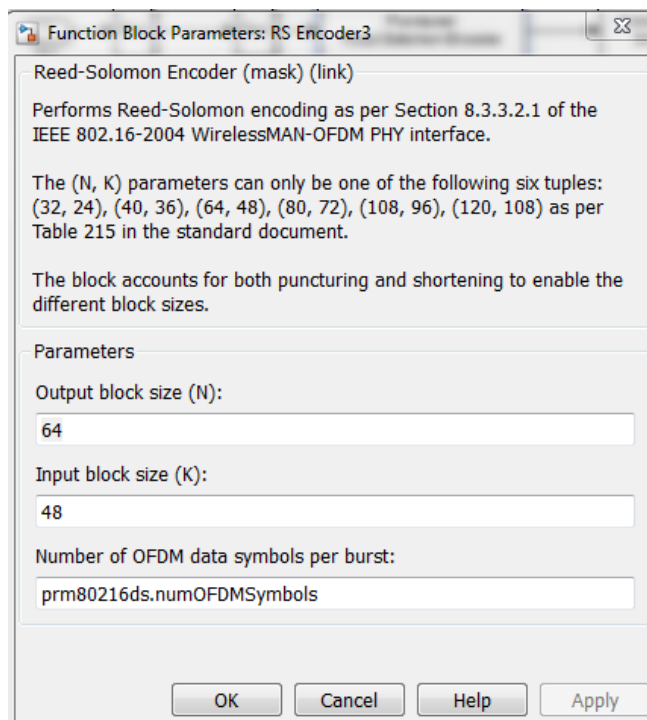 Function Block Parameters: RS Encoder3
Reed-Solomon Encoder (mask) (link)
Performs Reed-Solomon encoding as per Section 8.3.3.2.1 of the
IEEE 802.16-2004 WirelessMAN-OFDM PHY interface.
The (N, K) parameters can only be one of the following six tuples:
(32, 24), (40, 36), (64, 48), (80, 72), (108, 96), (120, 108) as per
Table 215 in the standard document.
The block accounts for both puncturing and shortening to enable the
different block sizes.
Parameters
Output block size (N):
64
Input block size (K):
48
Number of OFDM data symbols per burst:
prm80216ds.numOFDMSymbols
OK Cancel Help Apply